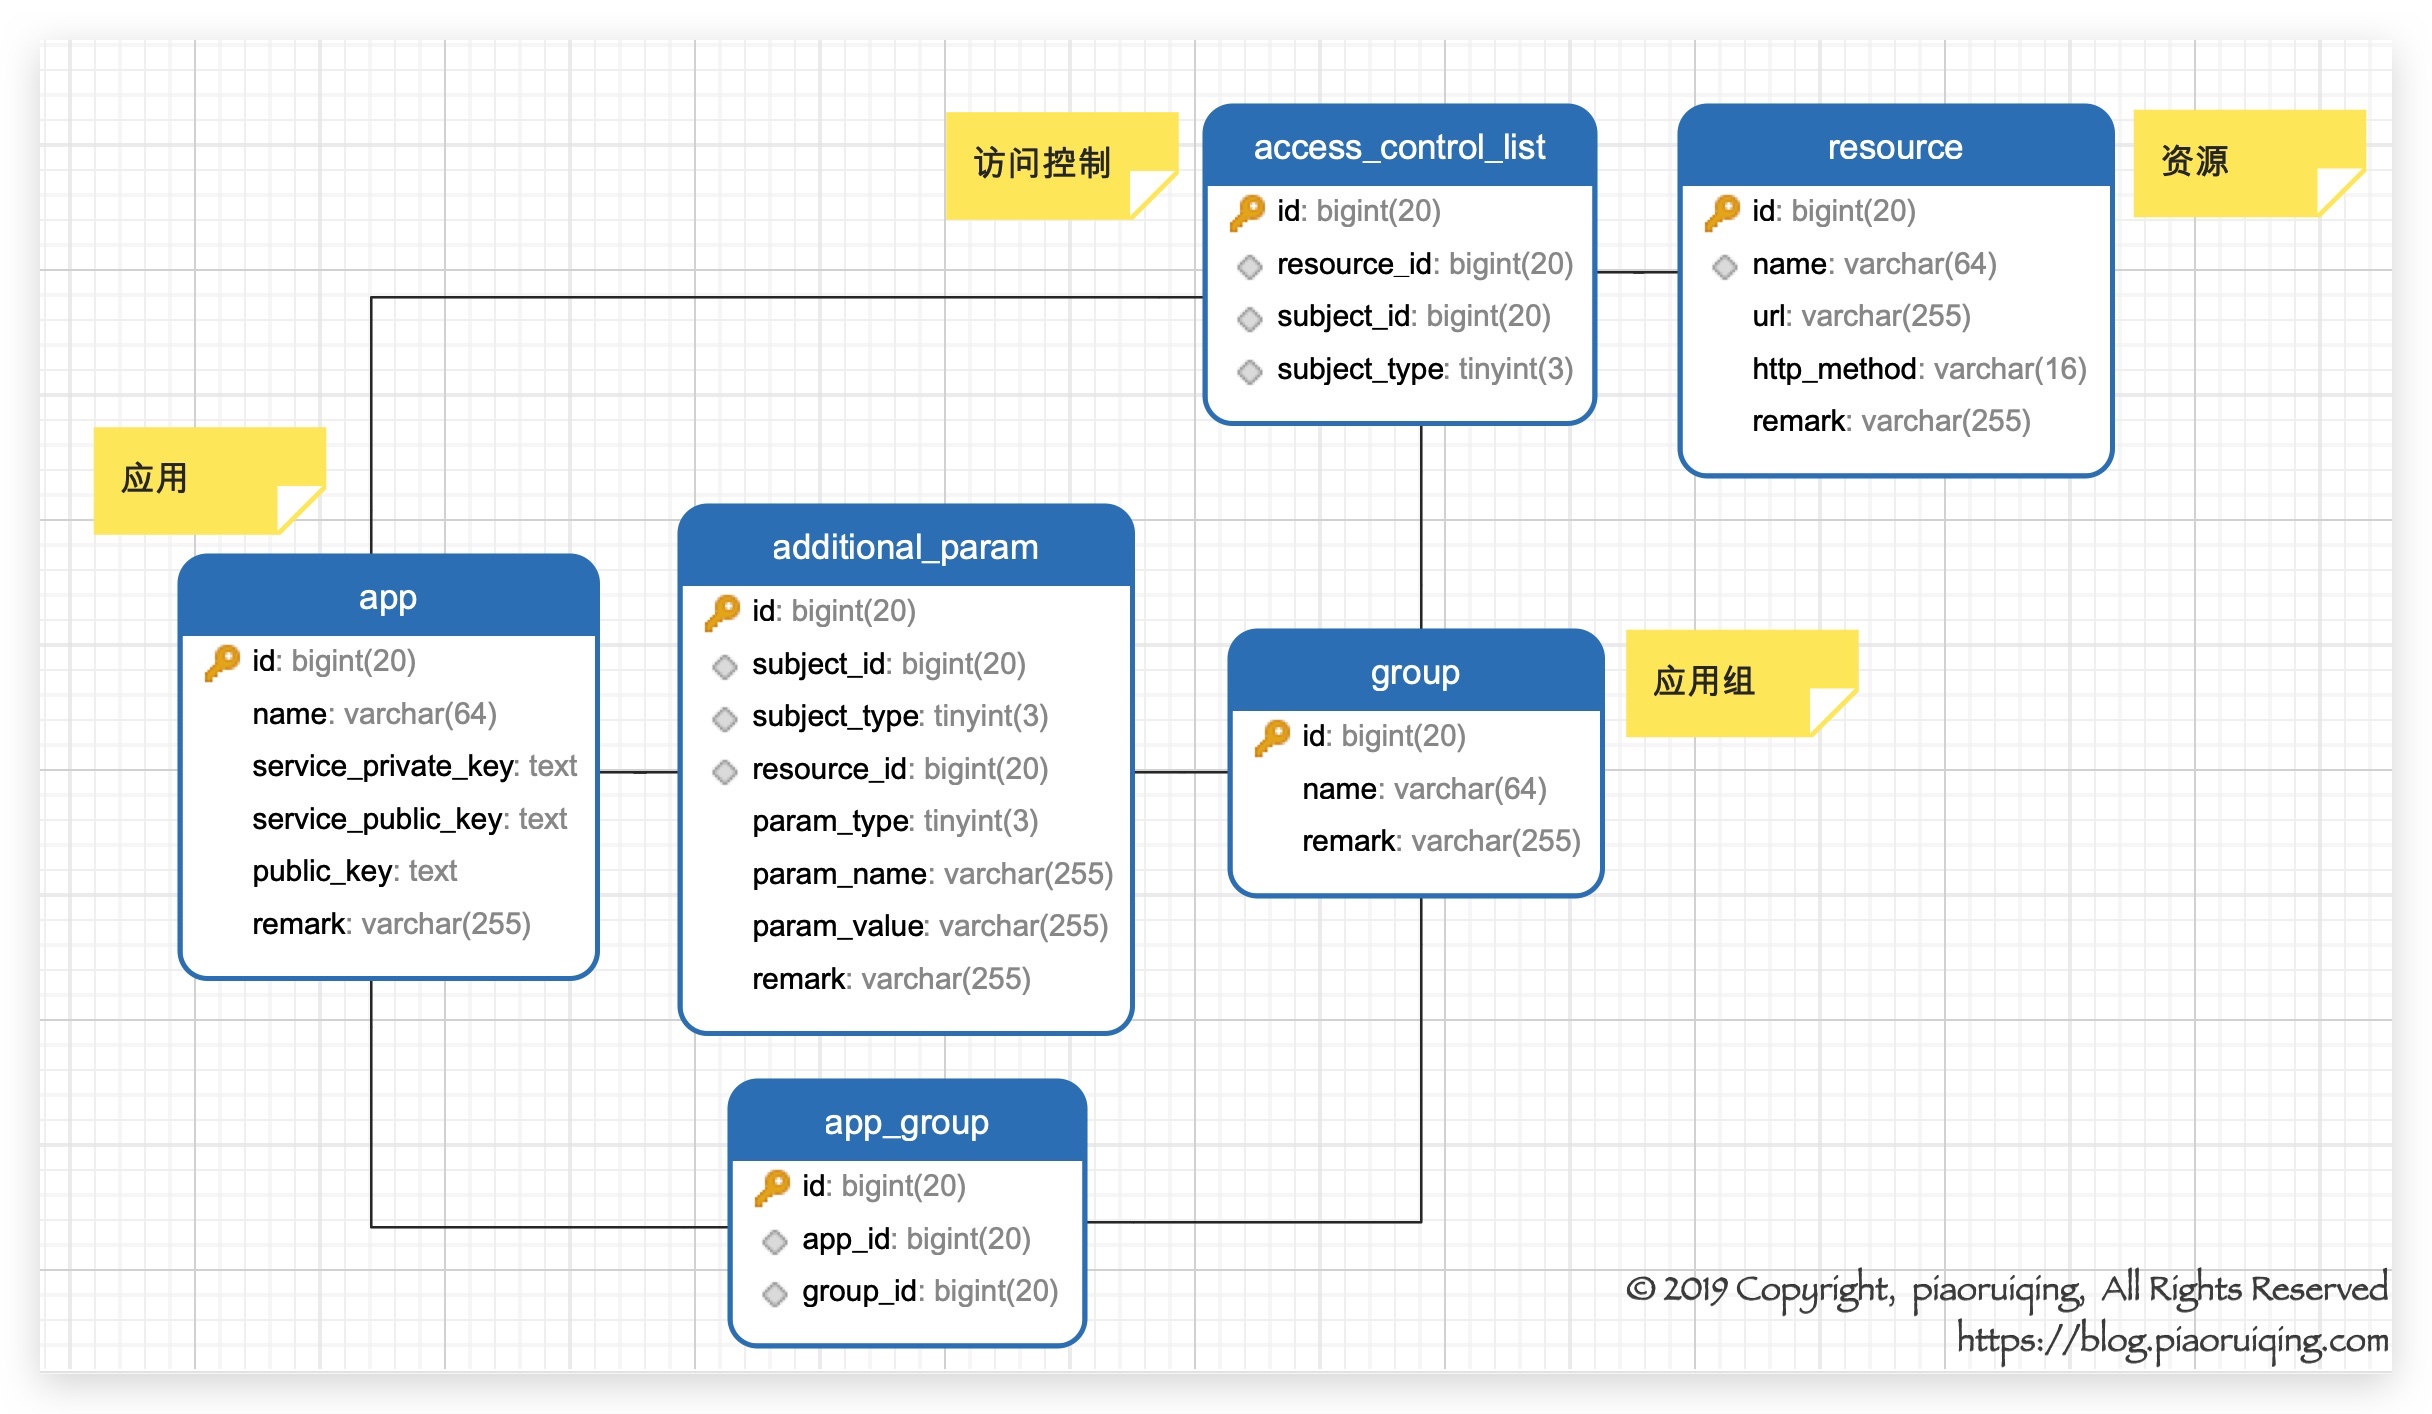 访问控制
access_control_list
id: bigint(20)
resource_id: bigint(20)
subject_id: bigint(20)
subject_type: tinyint(3)
resource
id: bigint(20)
name: varchar(64)
url: varchar(255)
http_method: varchar(16)
remark: varchar(255)
资源
应用
app
id: bigint(20)
name: varchar(64)
service_private_key: text
service_public_key: text
public_key: text
remark: varchar(255)
additional_param
id: bigint(20)
subject_id: bigint(20)
subject_type: tinyint(3)
resource_id: bigint(20)
param_type: tinyint(3)
param_name: varchar(255)
param_value: varchar(255)
remark: varchar(255)
group
id: bigint(20)
name: varchar(64)
remark: varchar(255)
应用组
app_group
id: bigint(20)
app_id: bigint(20)
group_id: bigint(20)
© 2019 Copyright, piaoruiqing, All Rights Reserved
https://blog.piaoruiqing.com